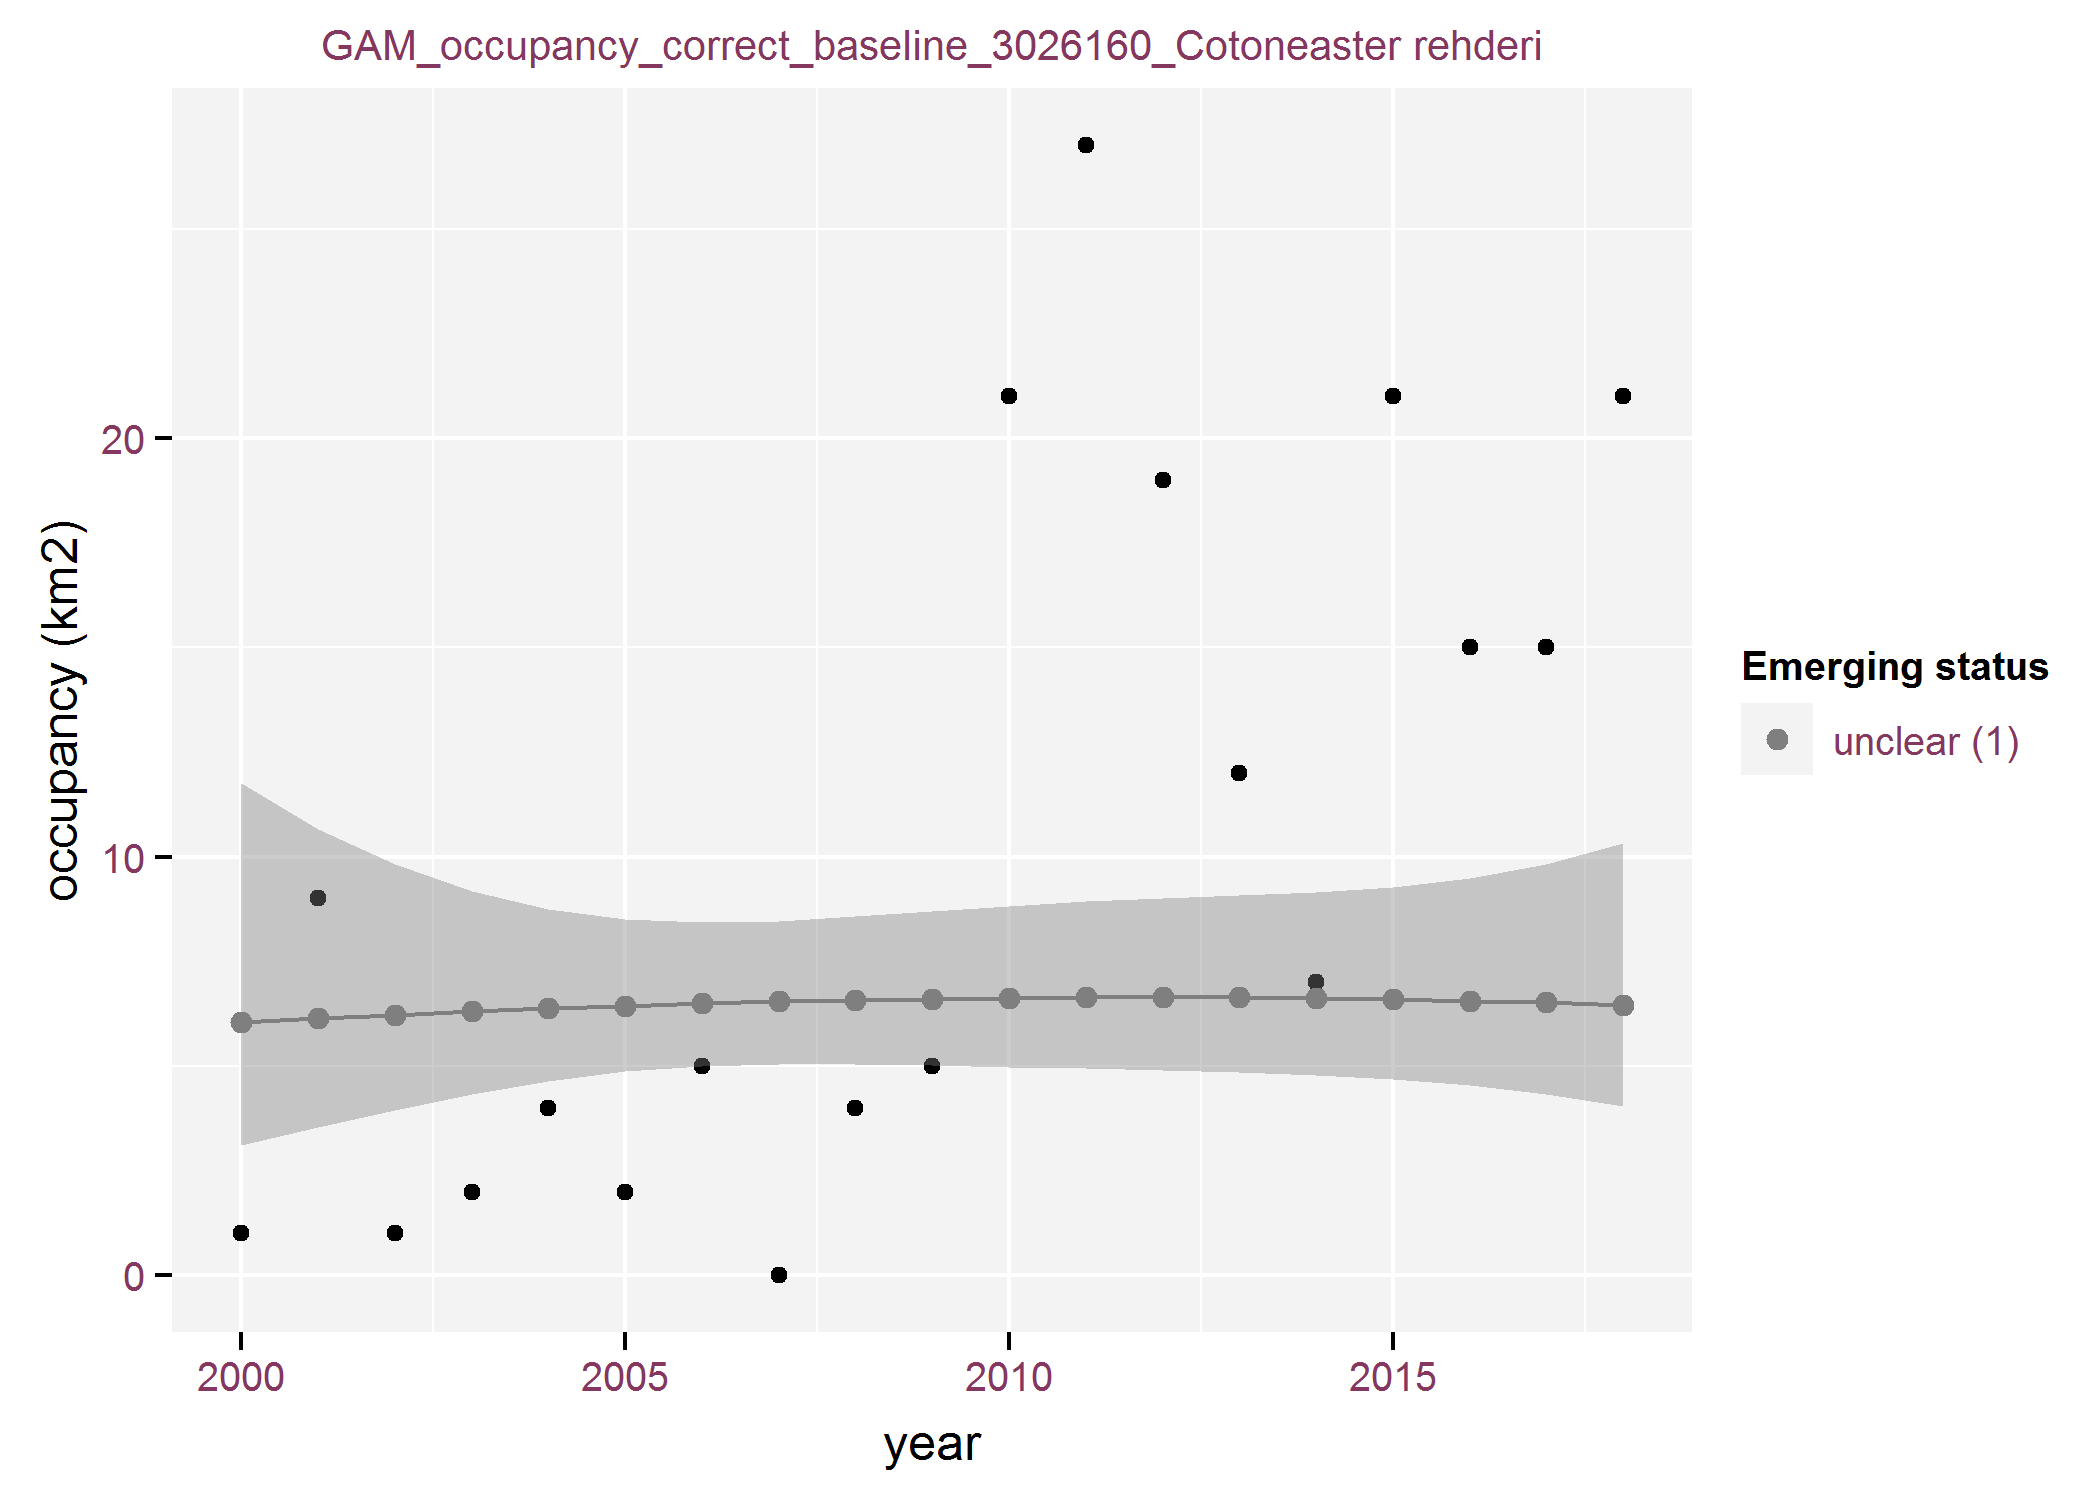 GAM_occupancy_correct_baseline_3026160_Cotoneaster rehderi
occupancy (km2)
20
10
0
2000 2005 2010 2015
year
Emerging status
unclear (1)